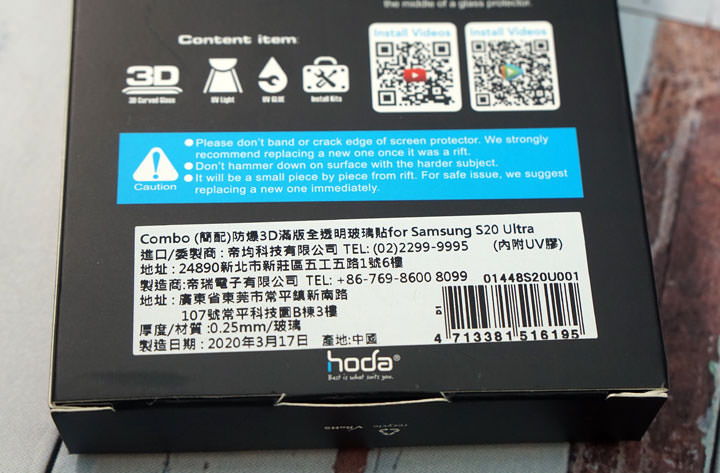 the middle of a glass protector.
Content item:
Install Videos
Install Videos
3D
3D Curved Glass
UV Light
UV GLUE
Install Kits
Caution
●Please don't band or crack edge of screen protector. We strongly
recommend replacing a new one once it was a rift.
●Don't hammer down on surface with the harder subject.
●It will be a small piece by piece from rift. For safe issue, we suggest
replacing a new one immediately.
Combo (簡配)防爆3D滿版全透明玻璃貼for Samsung S20 Ultra
進口/委製商：帝均科技有限公司 TEL: (02)2299-9995 (內附UV膠)
地址：24890新北市新莊區五工五路1號6樓
製造商:帝瑞電子有限公司 TEL: +86-769-8600 8099 01448S20U001
地址：廣東省東莞市常平鎮新南路
107號常平科技園B棟3樓
厚度/材質:0.25mm/玻璃
製造日期：2020年3月17日 產地:中國
4 713381 516195
hoda®
Best is what suits you.
recycle VRoHS